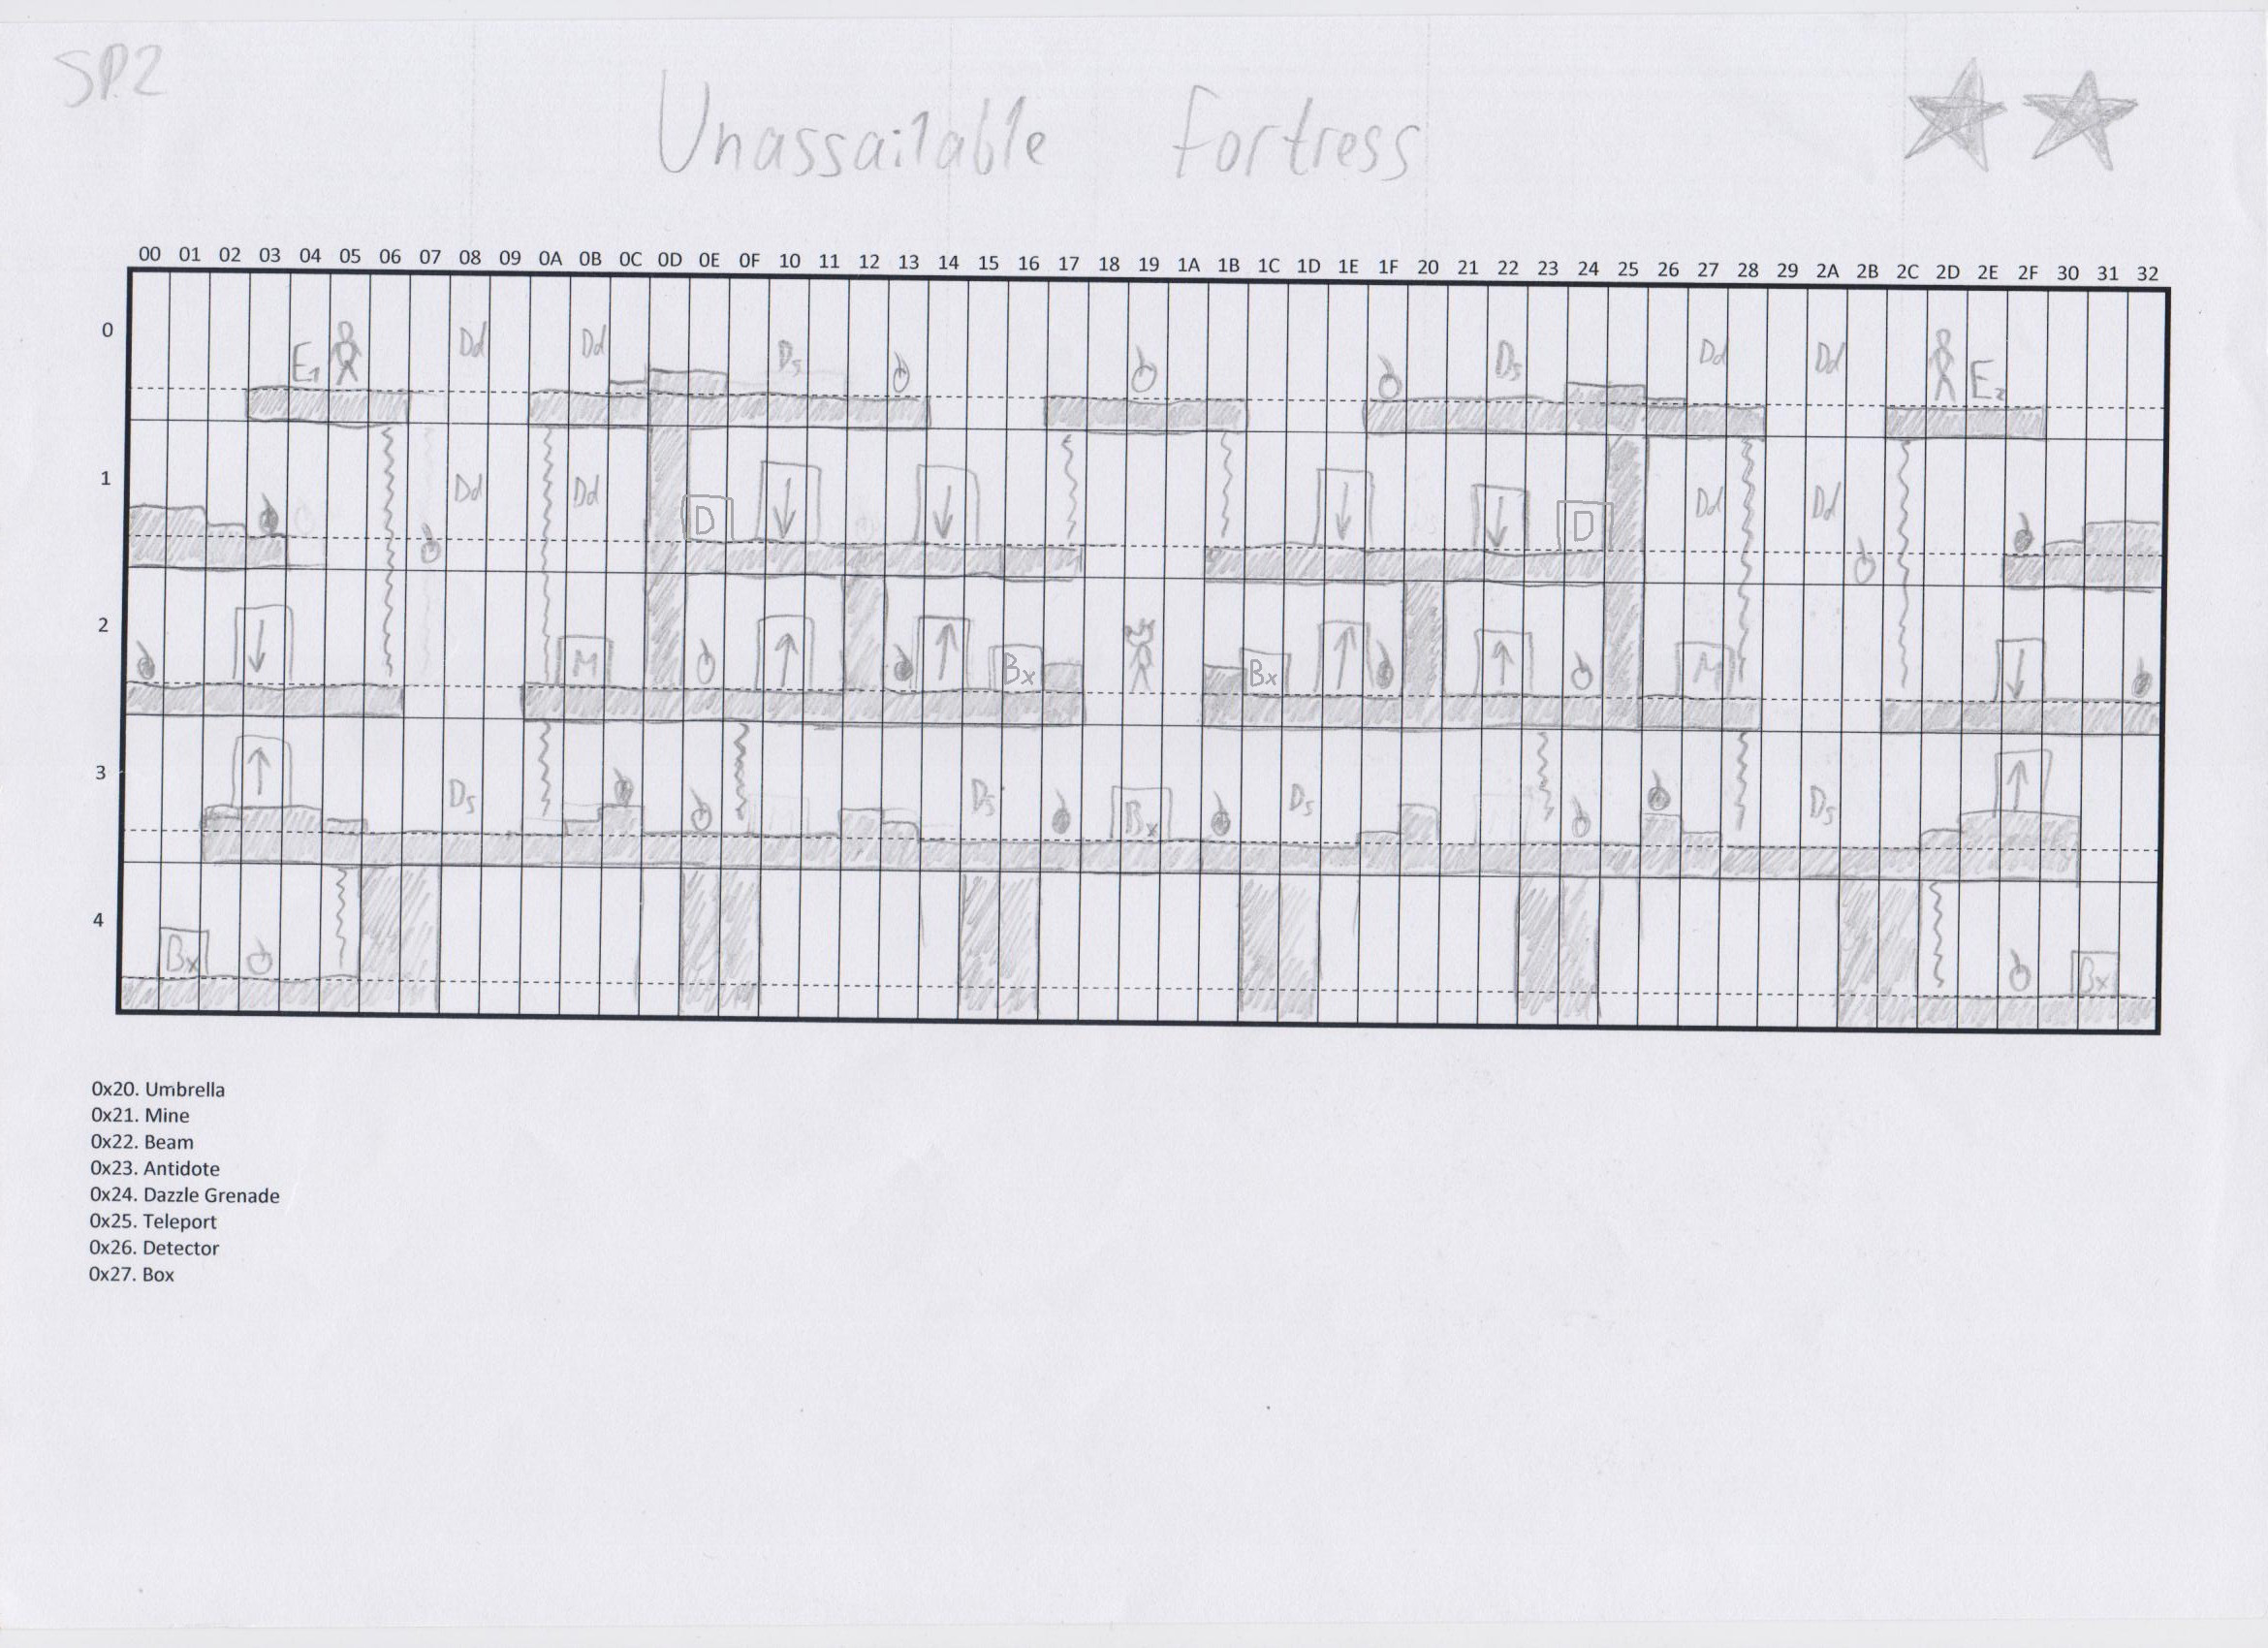 SP.2
Unassailable Fortress
00 01 02 03 04 05 06 07 08 09 0A 0B 0C 0D 0E 0F 10 11 12 13 14 15 16 17 18 19 1A 1B 1C 1D 1E 1F 20 21 22 23 24 25 26 27 28 29 2A 2B 2C 2D 2E 2F 30 31 32
0 E1 Dd Dd Ds Ds Dd Dd E2
1 Dd Dd D D Dd Dd
2 M Bx Bx M
3 Ds Ds Bx Ds Ds
4 Bx Bx
0x20. Umbrella
0x21. Mine
0x22. Beam
0x23. Antidote
0x24. Dazzle Grenade
0x25. Teleport
0x26. Detector
0x27. Box